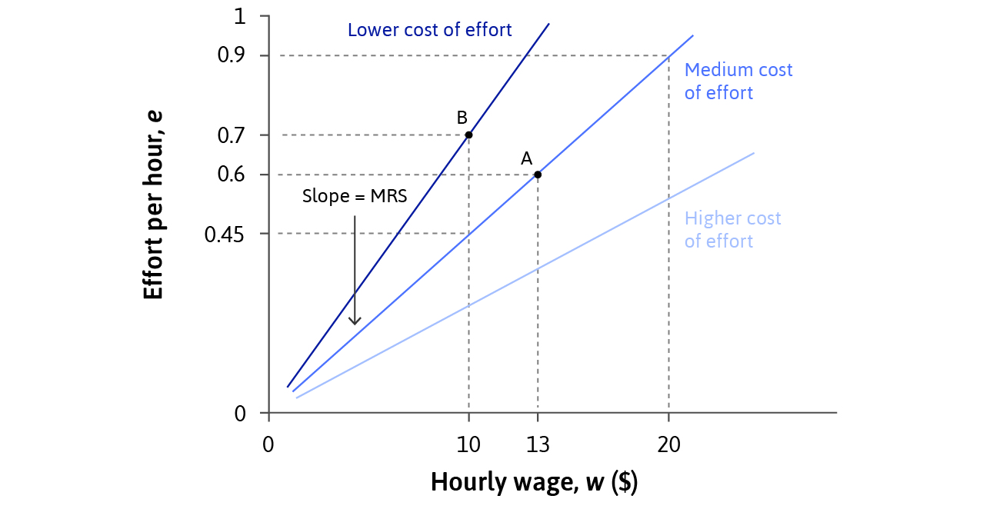 1
Lower cost of effort
0.9
Medium cost
of effort
B
0.7
A
0.6
Slope = MRS
Higher cost
of effort
0.45
Effort per hour, e
0
0
10
13
20
Hourly wage, w ($)